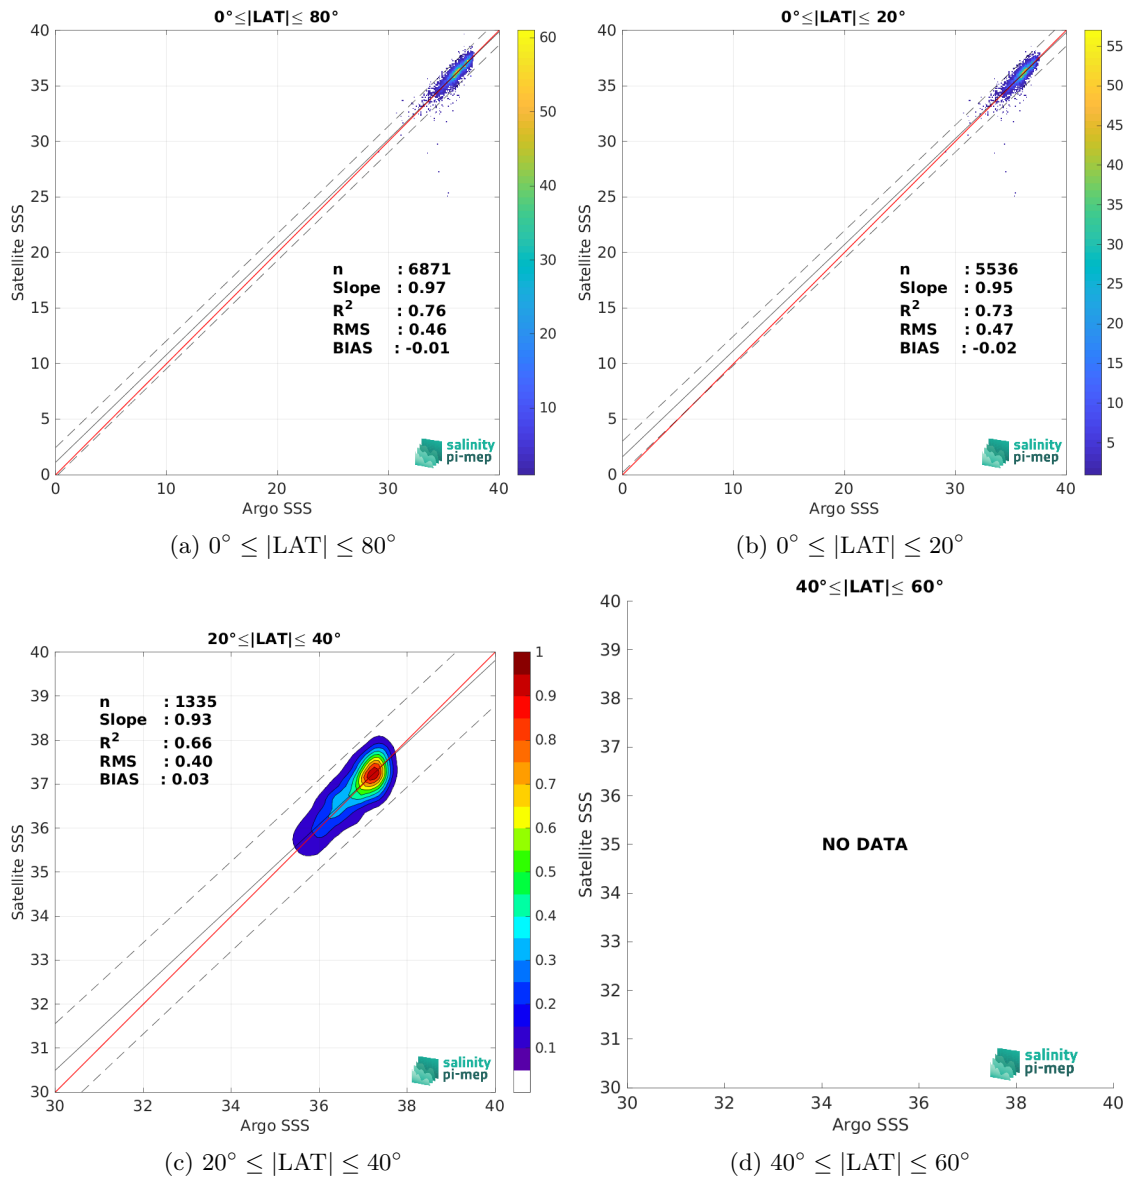 0°≤|LAT|≤ 80°
40
35
30
25
20
15
10
5
0
0
10
20
30
40
Satellite SSS
Argo SSS
n : 6871
Slope : 0.97
R² : 0.76
RMS : 0.46
BIAS : -0.01
salinity
pi-mep
60
50
40
30
20
10
(a) 0° ≤ |LAT| ≤ 80°
0°≤|LAT|≤ 20°
40
35
30
25
20
15
10
5
0
0
10
20
30
40
Satellite SSS
Argo SSS
n : 5536
Slope : 0.95
R² : 0.73
RMS : 0.47
BIAS : -0.02
salinity
pi-mep
55
50
45
40
35
30
25
20
15
10
5
(b) 0° ≤ |LAT| ≤ 20°
20°≤|LAT|≤ 40°
40
39
38
37
36
35
34
33
32
31
30
30
32
34
36
38
40
Satellite SSS
Argo SSS
n : 1335
Slope : 0.93
R² : 0.66
RMS : 0.40
BIAS : 0.03
salinity
pi-mep
1
0.9
0.8
0.7
0.6
0.5
0.4
0.3
0.2
0.1
(c) 20° ≤ |LAT| ≤ 40°
40°≤|LAT|≤ 60°
40
39
38
37
36
35
34
33
32
31
30
30
32
34
36
38
40
Satellite SSS
Argo SSS
NO DATA
salinity
pi-mep
(d) 40° ≤ |LAT| ≤ 60°